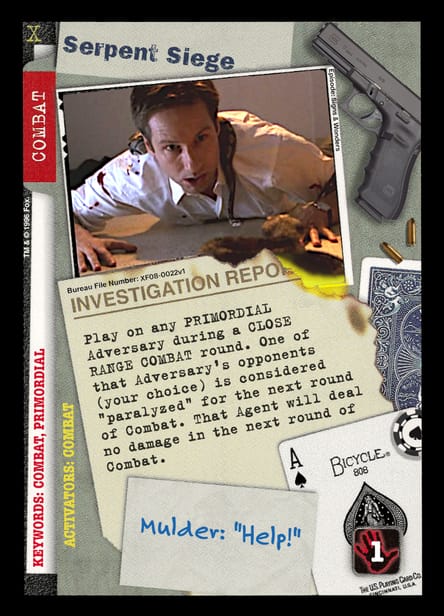 X
Serpent Siege
COMBAT
Episode: Signs & Wonders
TM & © 1996 Fox.
Bureau File Number: XF08-0022v1
INVESTIGATION REPO
Play on any PRIMORDIAL
Adversary during a CLOSE
RANGE COMBAT round. One of
that Adversary's opponents
(your choice) is considered
"paralyzed" for the next round
of Combat. That Agent will deal
no damage in the next round of
Combat.
KEYWORDS: COMBAT, PRIMORDIAL
ACTIVATORS: COMBAT
Mulder: "Help!"
A
BICYCLE®
808
1
THE U.S. PLAYING CARD CO.
CINCINNATI, U.S.A.